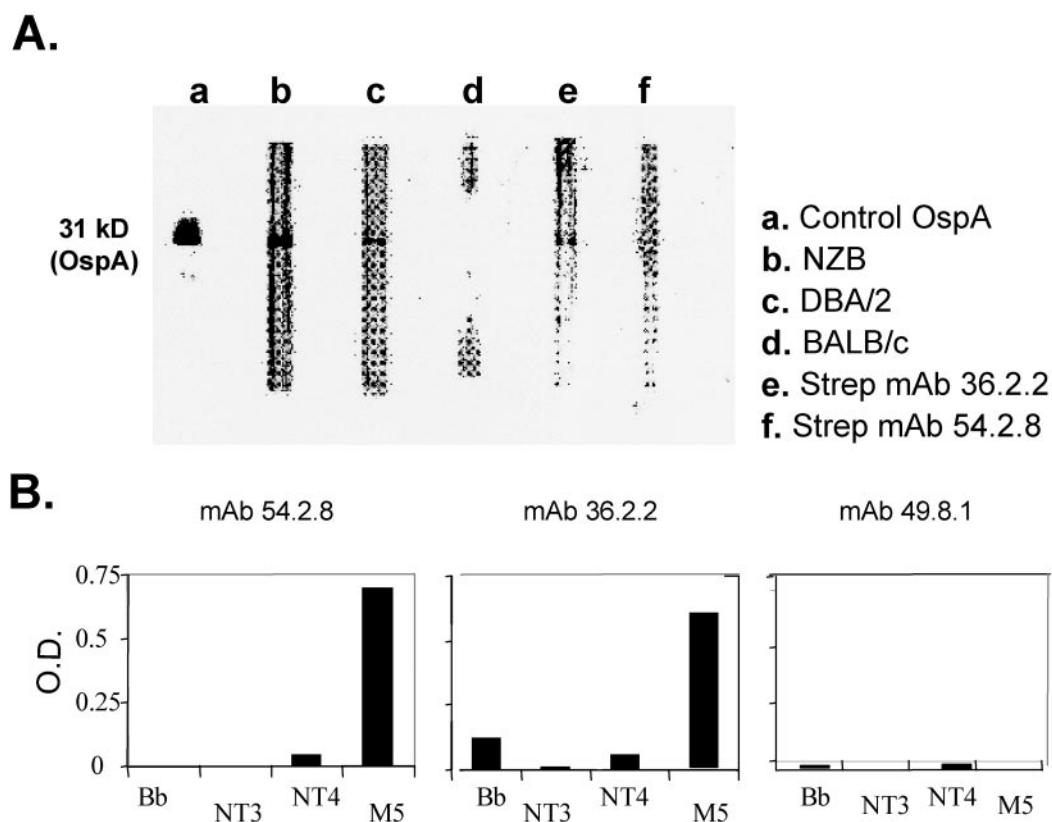 A.
a b c d e f
31 kD
(OspA)
a. Control OspA
b. NZB
c. DBA/2
d. BALB/c
e. Strep mAb 36.2.2
f. Strep mAb 54.2.8
B.
mAb 54.2.8 mAb 36.2.2 mAb 49.8.1
O.D.
0.75
0.5
0.25
0
Bb NT3 NT4 M5 Bb NT3 NT4 M5 Bb NT3 NT4 M5